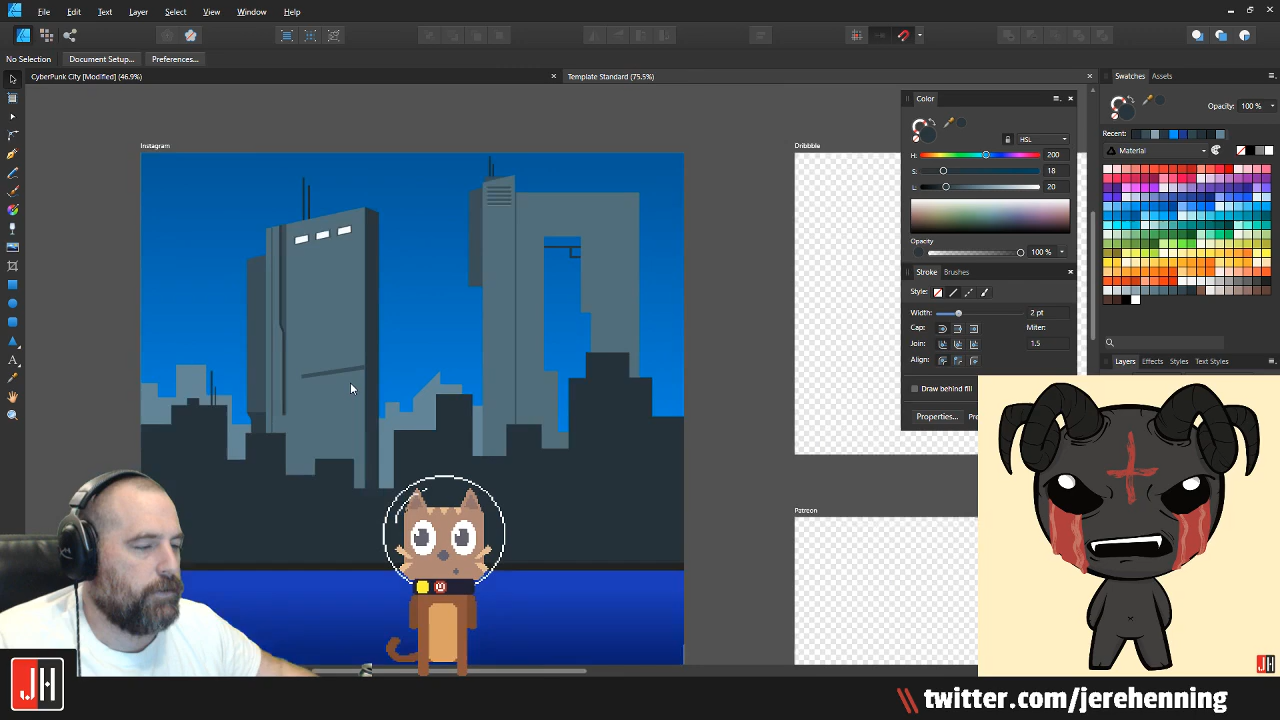 File Edit Text Layer Select View Window Help
No Selection Document Setup... Preferences...
CyberPunk City [Modified] (46.9%)
Template Standard (75.5%)
Swatches Assets
Opacity: 100 %
Recent:
Material
Color
HSL
H: 200
S: 18
L: 20
Opacity
100 %
Stroke Brushes
Style:
Width: 2 pt
Cap: Miter:
Join: 1.5
Align:
Draw behind fill
Properties...
Layers Effects Styles Text Styles
Instagram
Dribbble
Patreon
JH
JH
\\ twitter.com/jerehenning